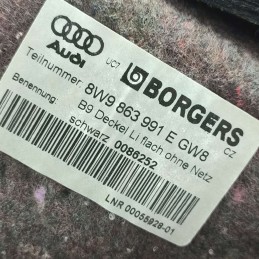 Audi
UC7
BORGERS
Teilnummer: 8W9 863 991 E GW8
CZ
Benennung: B9 Deckel LI flach ohne Netz
schwarz 0086252
LNR 00055928-01